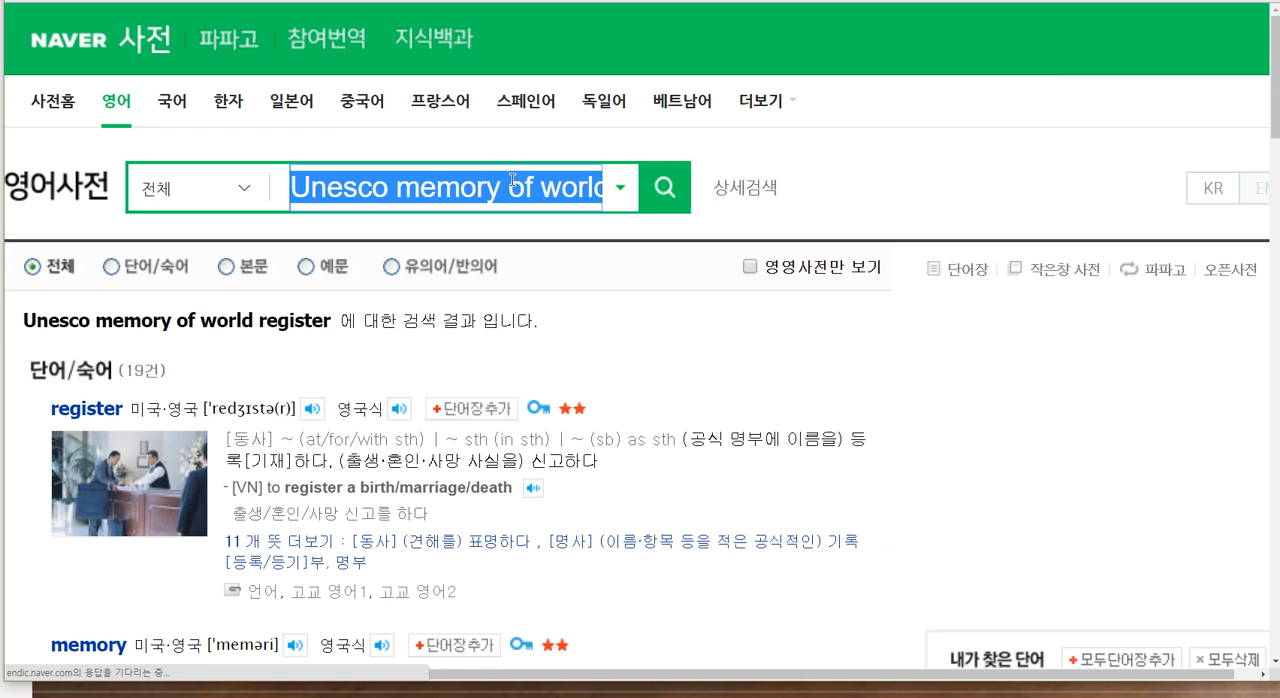 NAVER 사전 파파고 참여번역 지식백과
사전홈 영어 국어 한자 일본어 중국어 프랑스어 스페인어 독일어 베트남어 더보기
영어사전 전체 Unesco memory of world 상세검색 KR EN
전체 단어/숙어 본문 예문 유의어/반의어 영영사전만 보기 단어장 작은창 사전 파파고 오픈사전
Unesco memory of world register 에 대한 검색 결과 입니다.
단어/숙어 (19건)
register 미국·영국 ['redʒɪstə(r)] 영국식 +단어장추가 ★★
[동사] ~ (at/for/with sth) | ~ sth (in sth) | ~ (sb) as sth (공식 명부에 이름을) 등
록[기재]하다, (출생·혼인·사망 사실을) 신고하다
- [VN] to register a birth/marriage/death
출생/혼인/사망 신고를 하다
11개 뜻 더보기 : [동사] (견해를) 표명하다 , [명사] (이름·항목 등을 적은 공식적인) 기록
[등록/등기]부, 명부
언어, 고교 영어1, 고교 영어2
memory 미국·영국 ['meməri] 영국식 +단어장추가 ★★
내가 찾은 단어 +모두단어장추가 ×모두삭제
endic.naver.com의 응답을 기다리는 중...